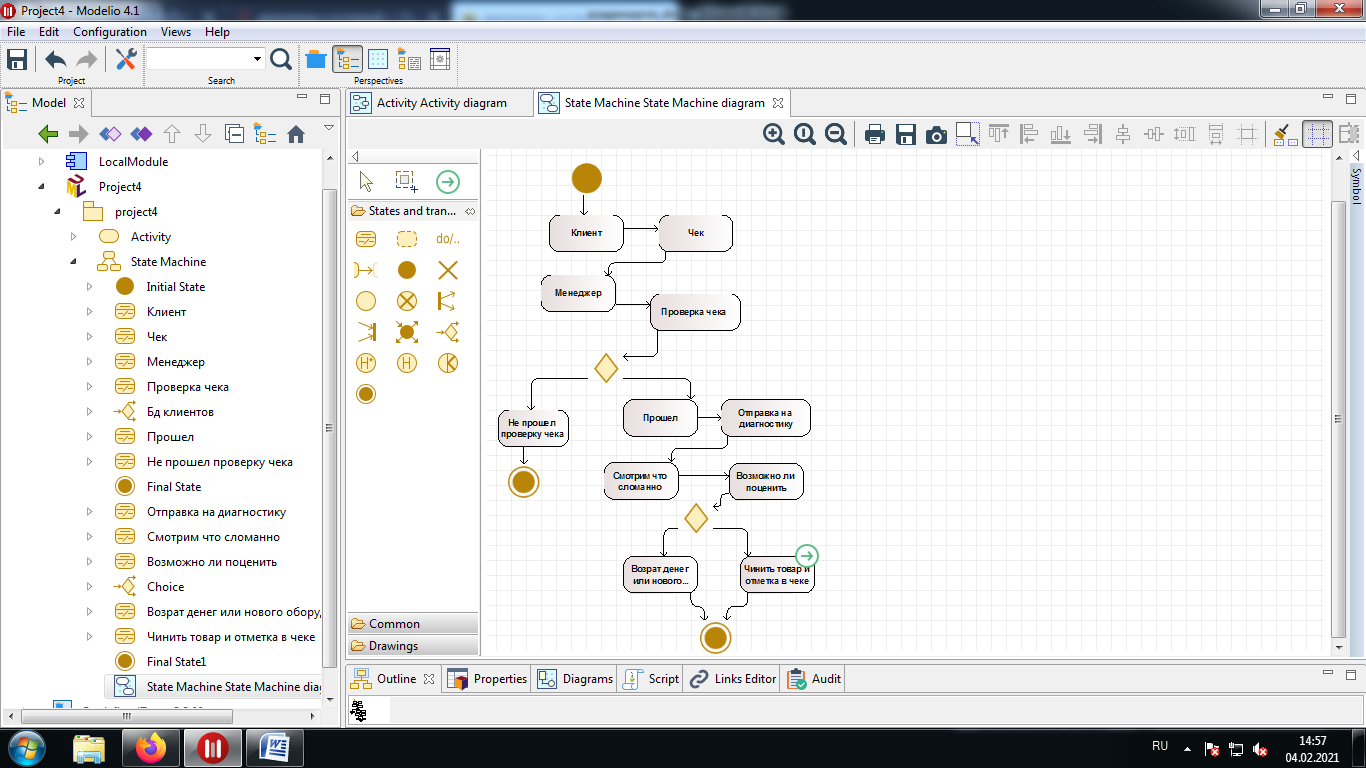 Project4 - Modelio 4.1
File Edit Configuration Views Help
Project Search Perspectives
Model
Activity Activity diagram
State Machine State Machine diagram
LocalModule
Project4
project4
Activity
State Machine
Initial State
Клиент
Чек
Менеджер
Проверка чека
Бд клиентов
Прошел
Не прошел проверку чека
Final State
Отправка на диагностику
Смотрим что сломанно
Возможно ли поценить
Choice
Возрат денег или нового обору
Чинить товар и отметка в чеке
Final State1
State Machine State Machine dia
States and tran...
do/..
H*
H
Common
Drawings
Клиент
Чек
Менеджер
Проверка чека
Не прошел
проверку чека
Прошел
Отправка на
диагностику
Смотрим что
сломанно
Возможно ли
поценить
Возрат денег
или нового...
Чинить товар и
отметка в чеке
Symbol
Outline
Properties
Diagrams
Script
Links Editor
Audit
RU
14:57
04.02.2021